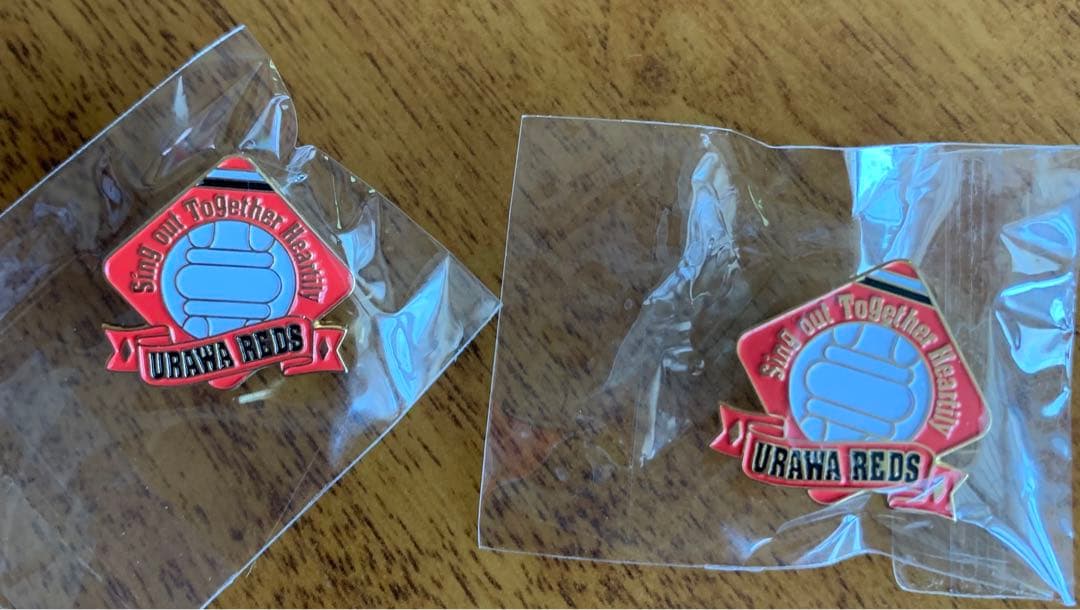 Sing out Together Heartily
URAWA REDS
Sing out Together Heartily
URAWA REDS